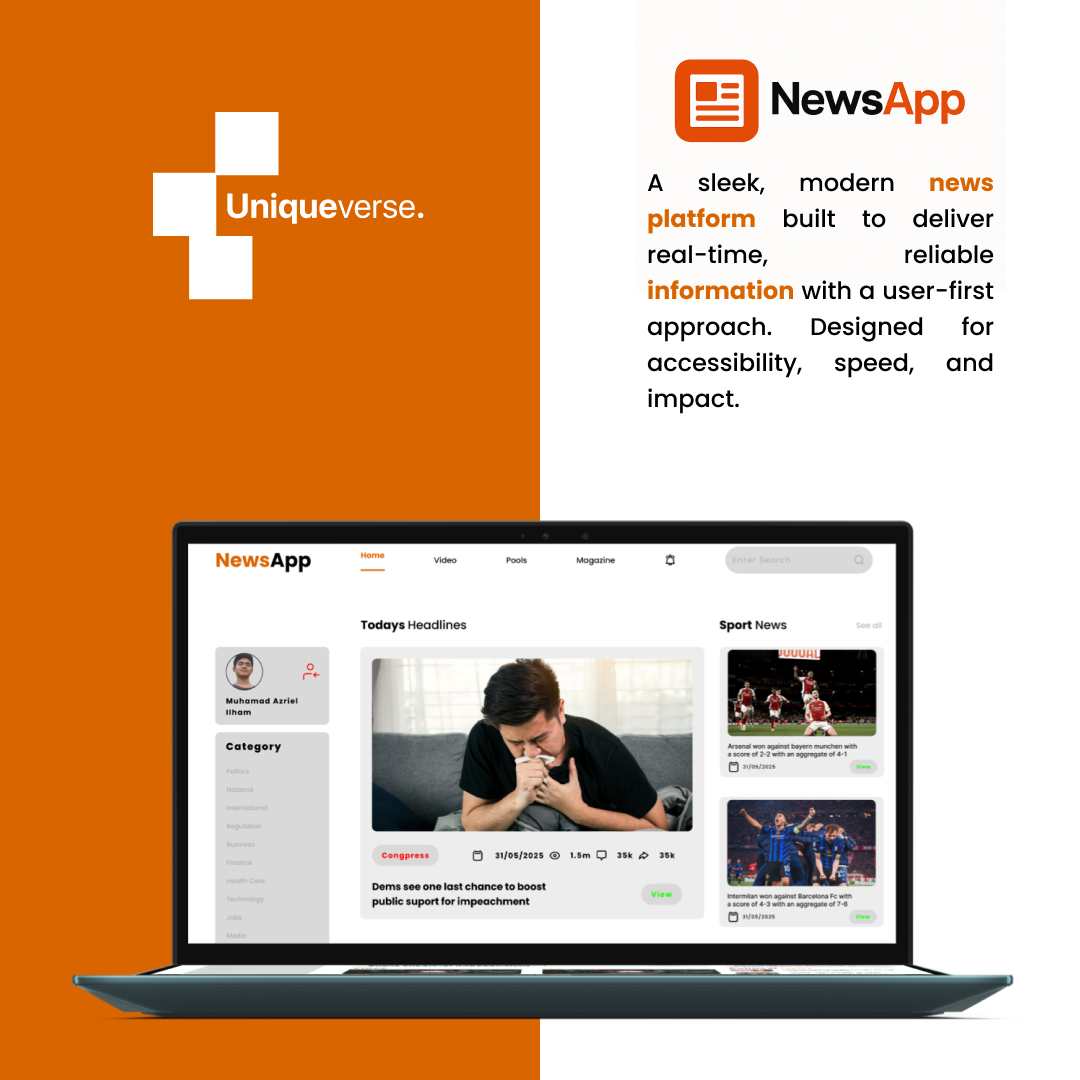 NewsApp
Uniqueverse.
A sleek, modern news
platform built to deliver
real-time, reliable
information with a user-first
approach. Designed for
accessibility, speed, and
impact.
NewsApp
Home
Video
Pools
Magazine
Enter Search
Todays Headlines
Sport News
See all
Muhamad Azriel
Ilham
Category
Politics
National
International
Regulation
Business
Finance
Health Care
Technology
Jobs
Media
Congpress
31/05/2025
1.5m
35k
35k
Dems see one last chance to boost
public suport for impeachment
View
Arsenal won against bayern munchen with
a score of 2-2 with an aggregate of 4-1
31/05/2025
View
Intermilan won against Barcelona Fc with
a score of 4-3 with an aggregate of 7-6
31/05/2025
View